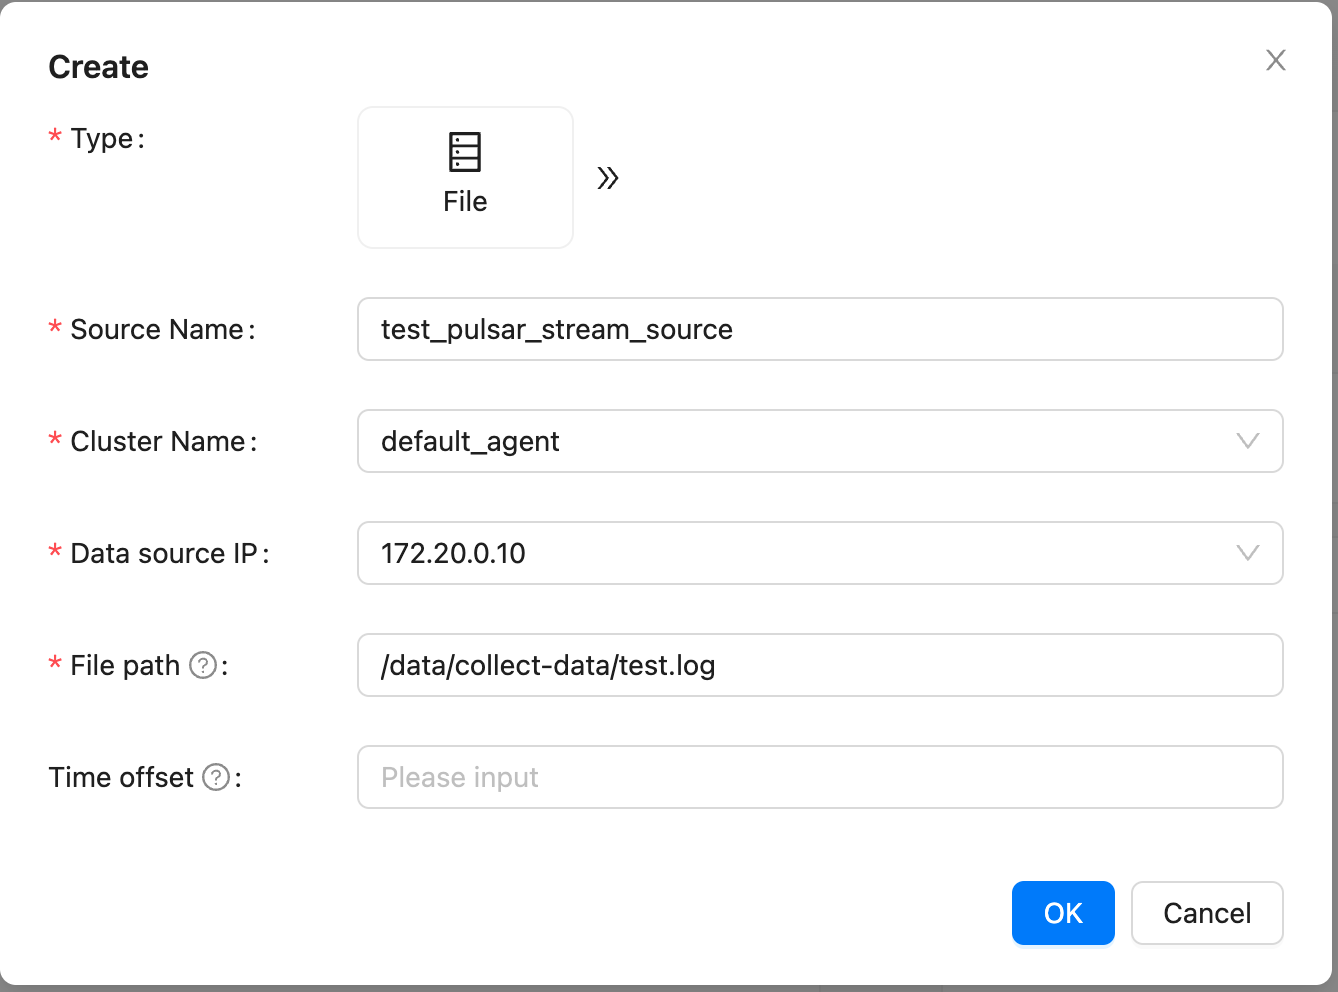 Create
* Type:
File
* Source Name: test_pulsar_stream_source
* Cluster Name: default_agent
* Data source IP: 172.20.0.10
* File path ?: /data/collect-data/test.log
Time offset ?: Please input
OK Cancel